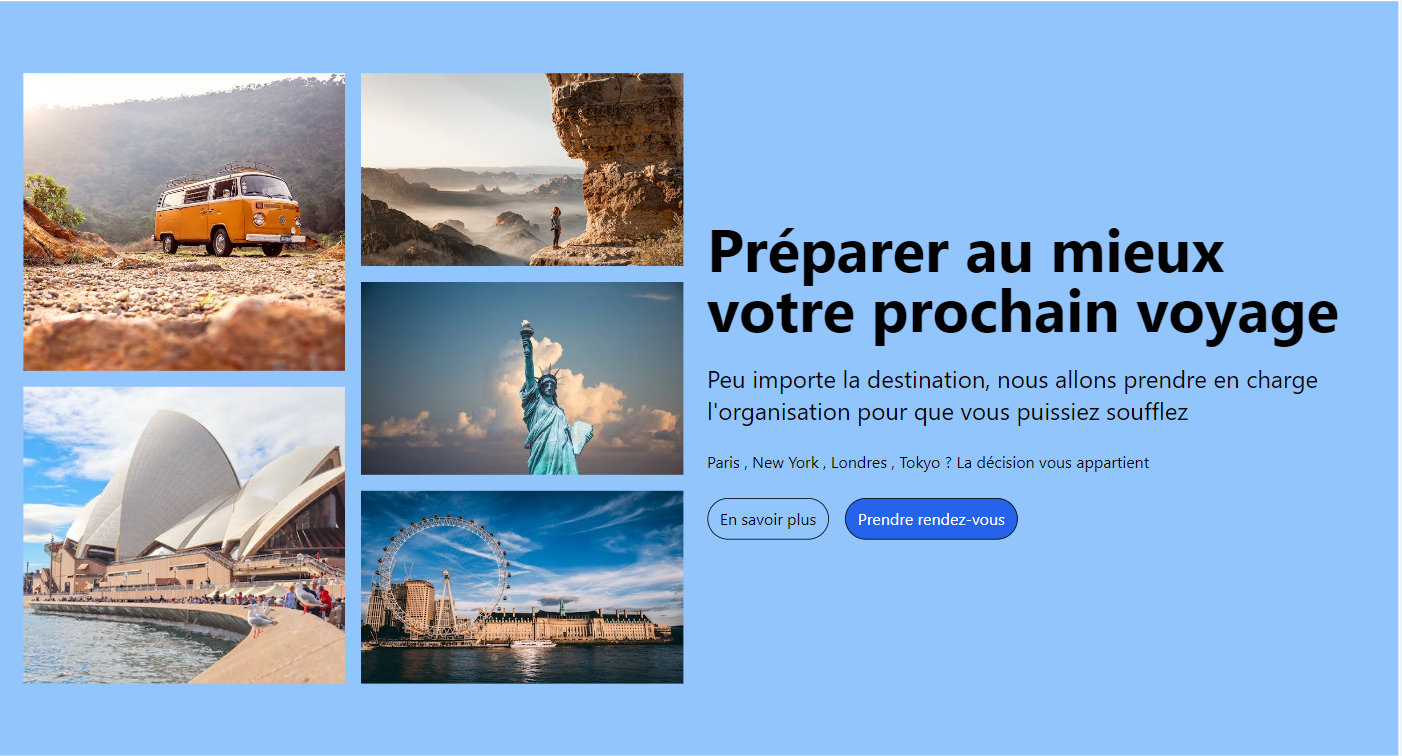 Préparer au mieux
votre prochain voyage
Peu importe la destination, nous allons prendre en charge
l'organisation pour que vous puissiez soufflez
Paris , New York , Londres , Tokyo ? La décision vous appartient
En savoir plus
Prendre rendez-vous